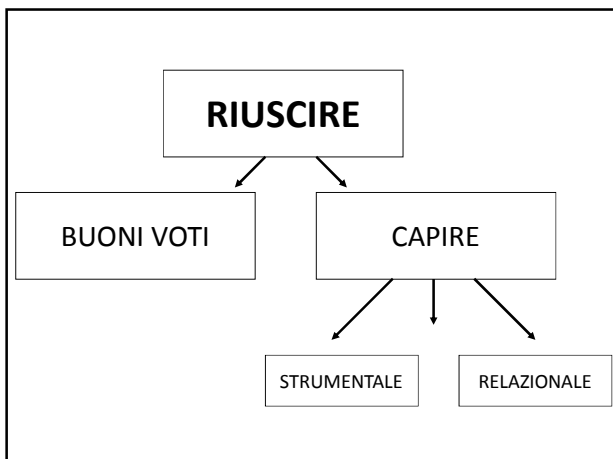 RIUSCIRE
BUONI VOTI
CAPIRE
STRUMENTALE
RELAZIONALE